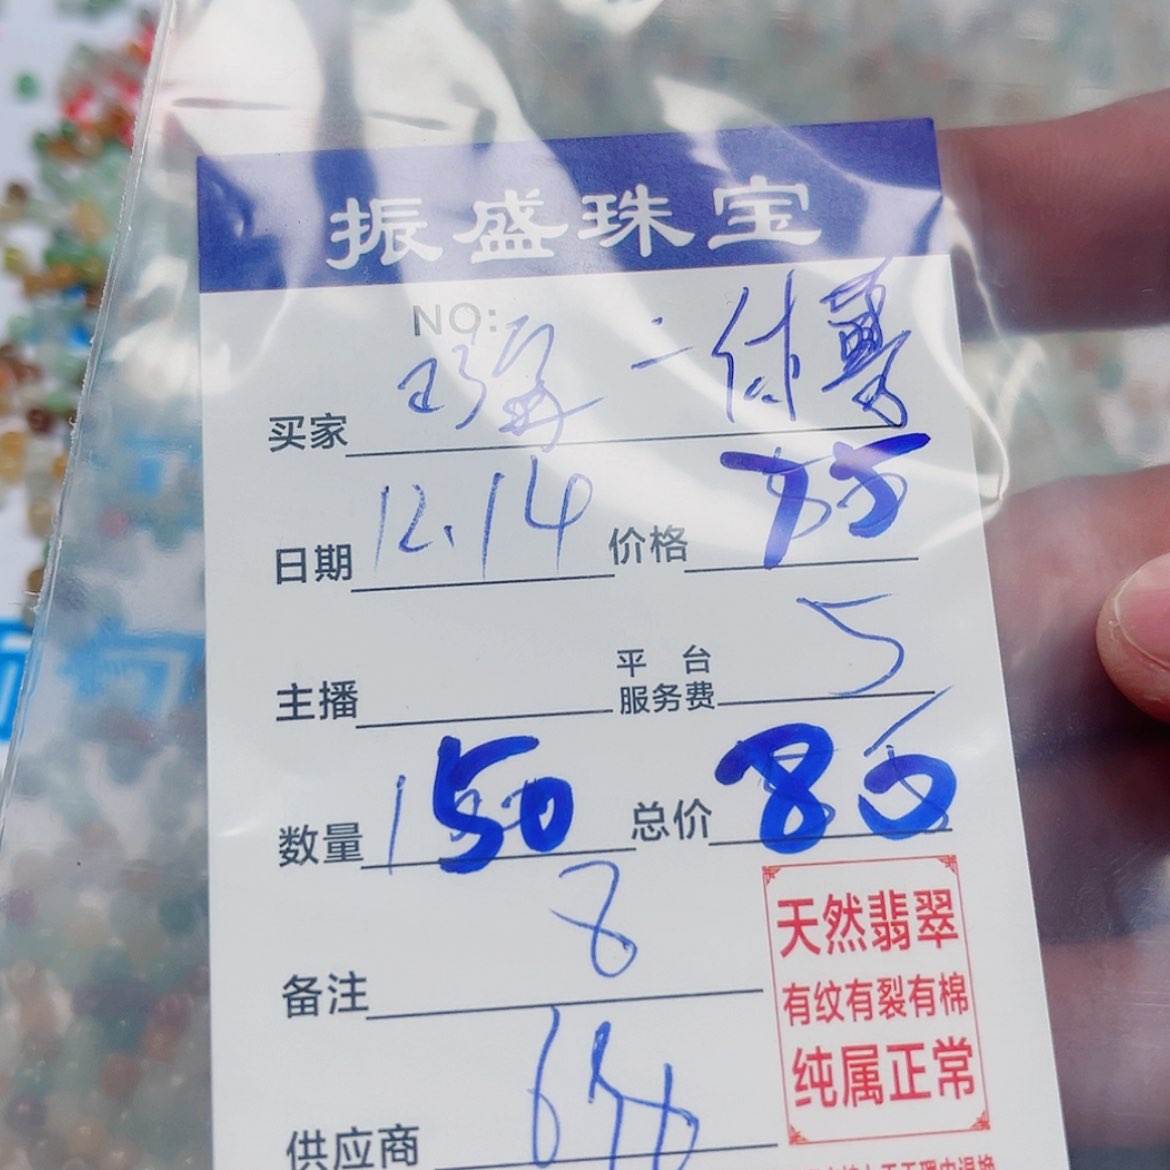 振盛珠宝
NO:
买家
日期 12.14 价格 75
主播 平台服务费 5
数量 150 总价 80
备注 8
供应商
天然翡翠
有纹有裂有棉
纯属正常